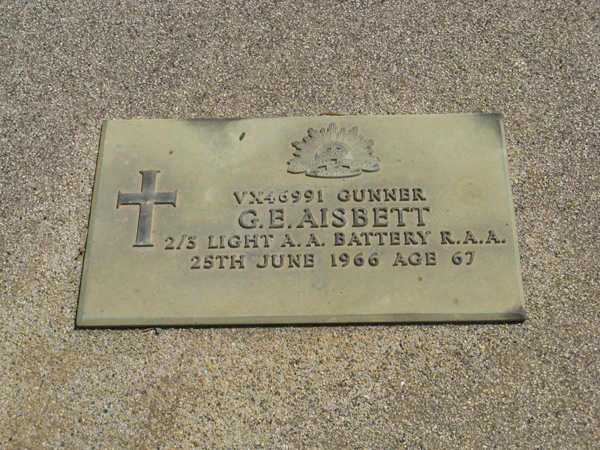 VX46991 GUNNER
G.E.AISBETT
2/3 LIGHT A.A. BATTERY R.A.A.
25TH JUNE 1966 AGE 67